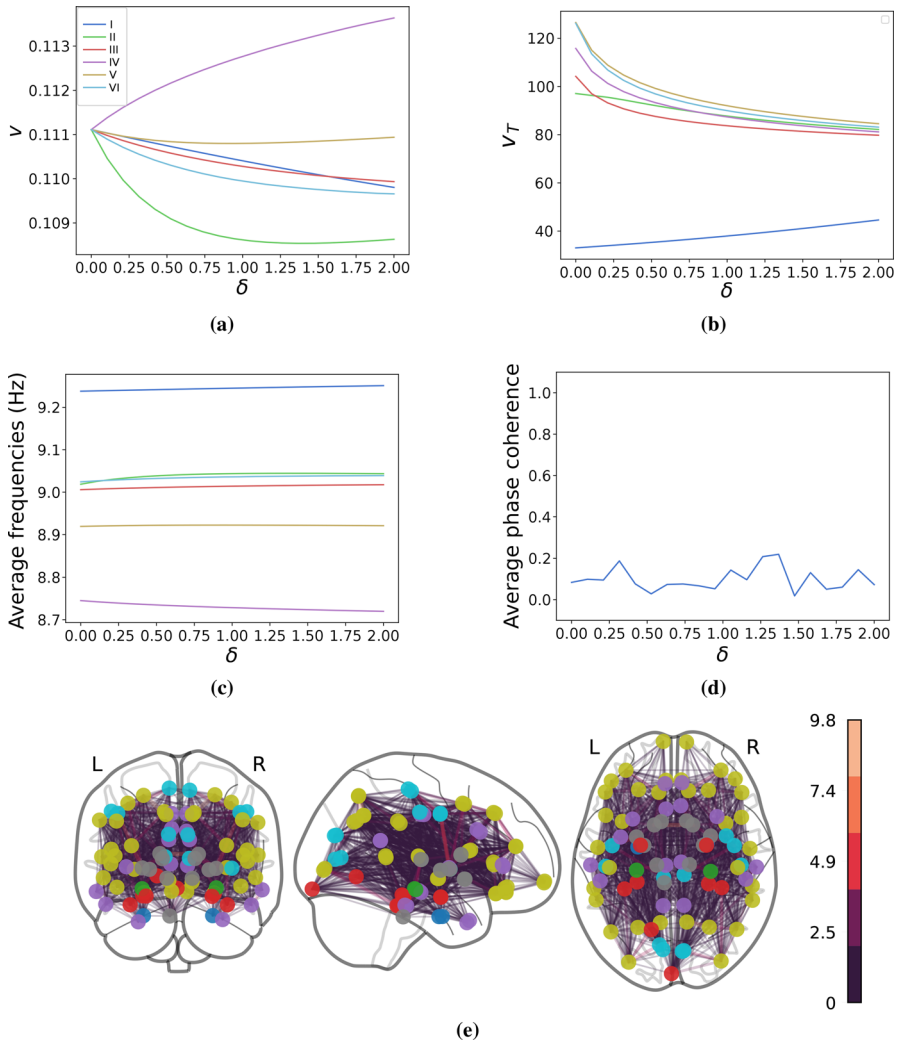 I
II
III
IV
V
VI
0.113
0.112
0.111
0.110
0.109
v
0.00 0.25 0.50 0.75 1.00 1.25 1.50 1.75 2.00
δ
(a)
120
100
80
60
40
v_T
0.00 0.25 0.50 0.75 1.00 1.25 1.50 1.75 2.00
δ
(b)
9.2
9.1
9.0
8.9
8.8
8.7
Average frequencies (Hz)
0.00 0.25 0.50 0.75 1.00 1.25 1.50 1.75 2.00
δ
(c)
1.0
0.8
0.6
0.4
0.2
0.0
Average phase coherence
0.00 0.25 0.50 0.75 1.00 1.25 1.50 1.75 2.00
δ
(d)
L R
L R
9.8
7.4
4.9
2.5
0
(e)